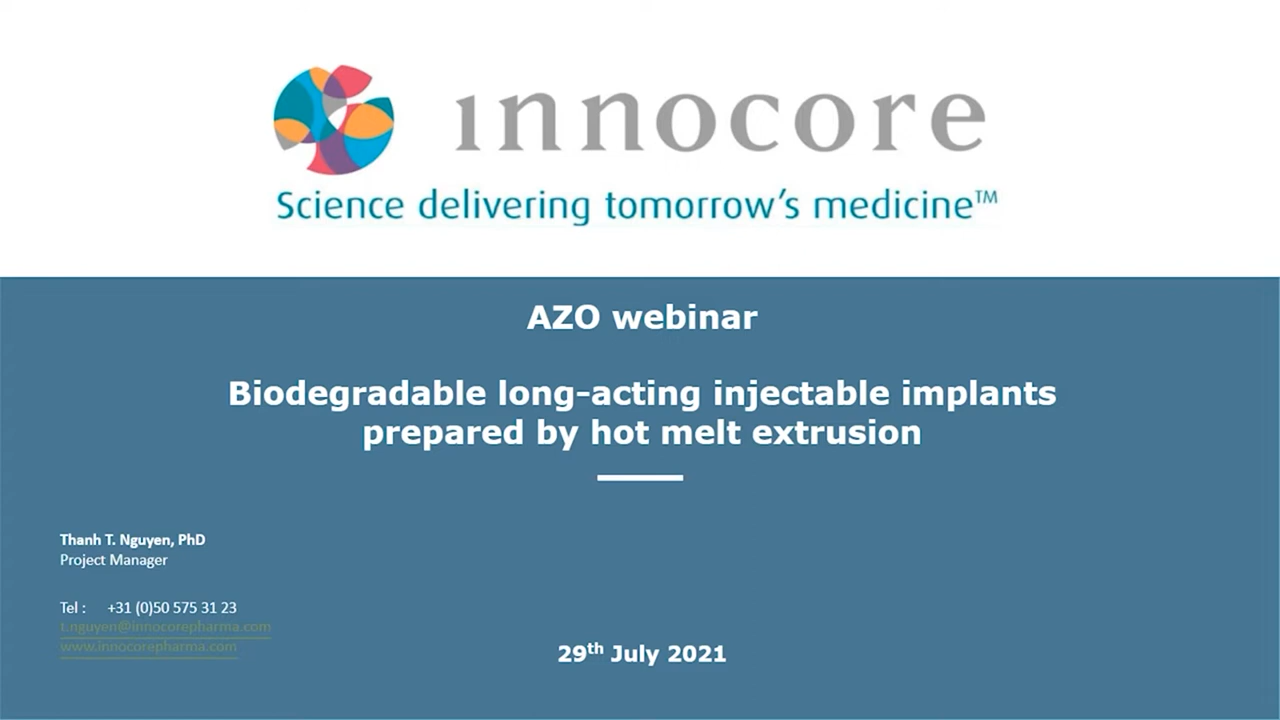 innocore
Science delivering tomorrow's medicine™
AZO webinar
Biodegradable long-acting injectable implants
prepared by hot melt extrusion
Thanh T. Nguyen, PhD
Project Manager
Tel : +31 (0)50 575 31 23
t.nguyen@innocorepharma.com
www.innocorepharma.com
29th July 2021